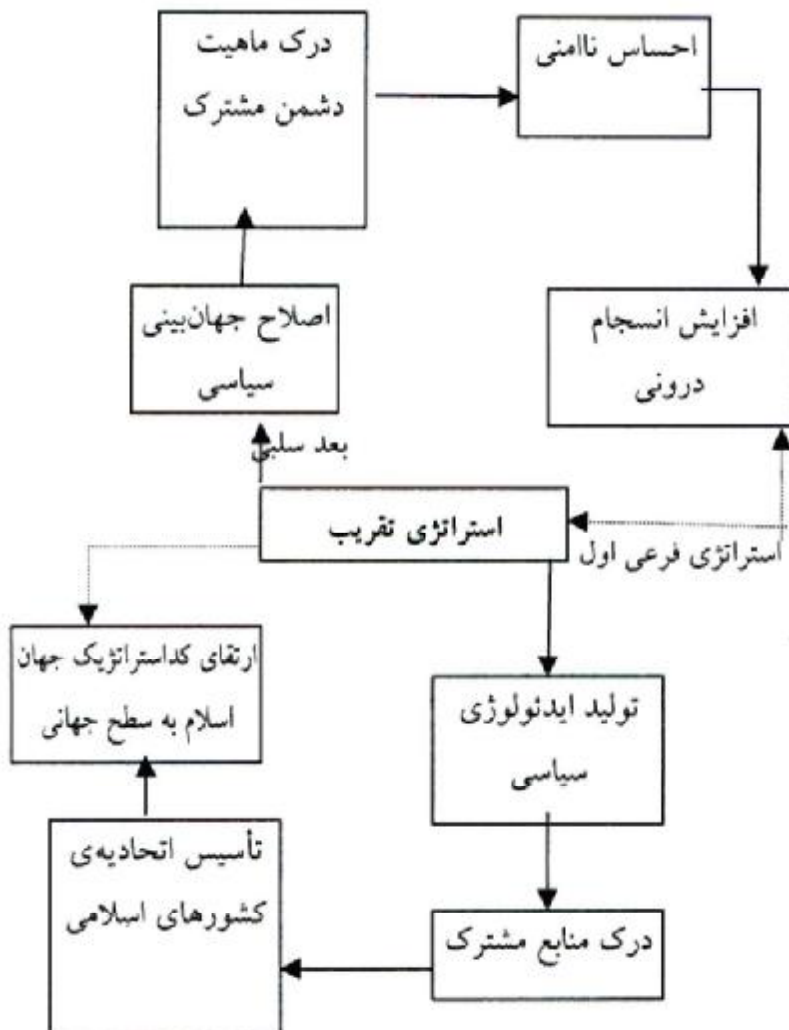 درک ماهیت
دشمن مشترک
احساس ناامنی
اصلاح جهان‌بینی
سیاسی
افزایش انسجام
درونی
بعد سلبی
استراتژی تقریب
استراتژی فرعی اول
ارتقای کداستراتژیک جهان
اسلام به سطح جهانی
تولید ایدئولوژی
سیاسی
تأسیس اتحادیه‌ی
کشورهای اسلامی
درک منابع مشترک